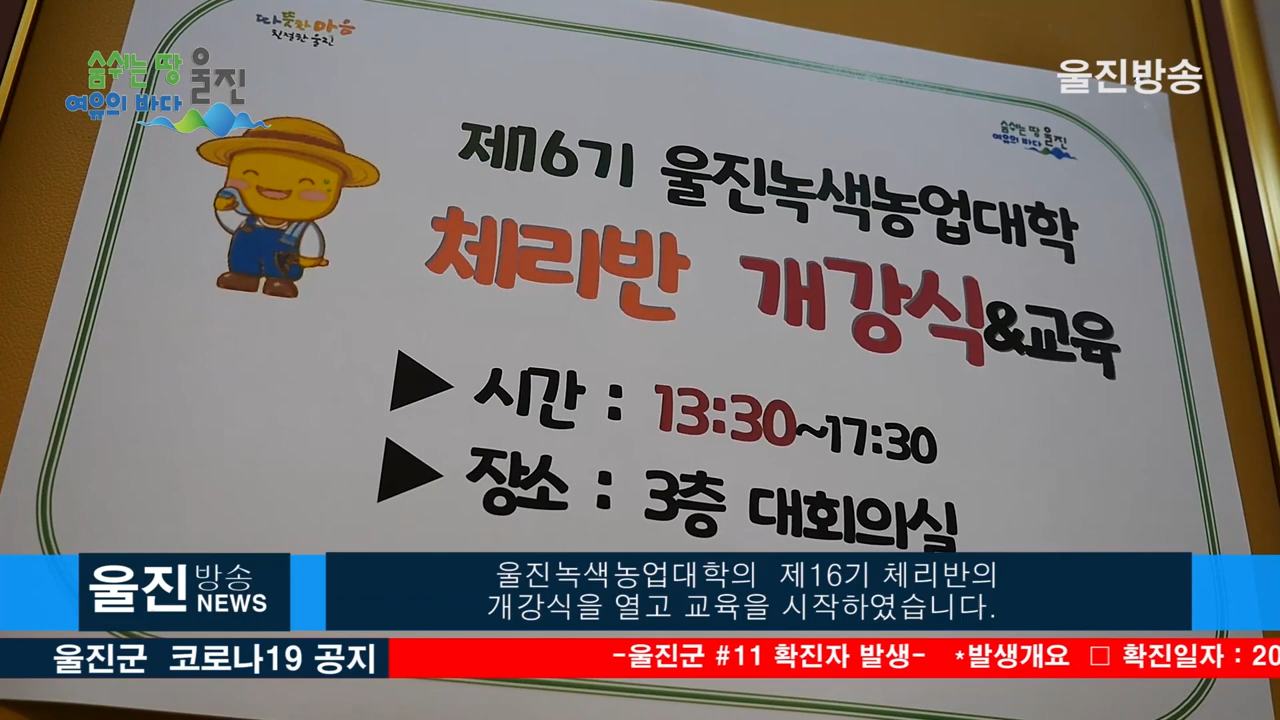 따뜻한 마음
친절한 울진
숨쉬는 땅
여유의 바다
울진
울진방송
숨쉬는 땅
여유의 바다
울진
제16기 울진녹색농업대학
체리반 개강식&교육
▶ 시간 : 13:30~17:30
▶ 장소 : 3층 대회의실
울진 방송 NEWS
울진녹색농업대학의 제16기 체리반의
개강식을 열고 교육을 시작하였습니다.
울진군 코로나19 공지
-울진군 #11 확진자 발생- *발생개요 □ 확진일자 : 20